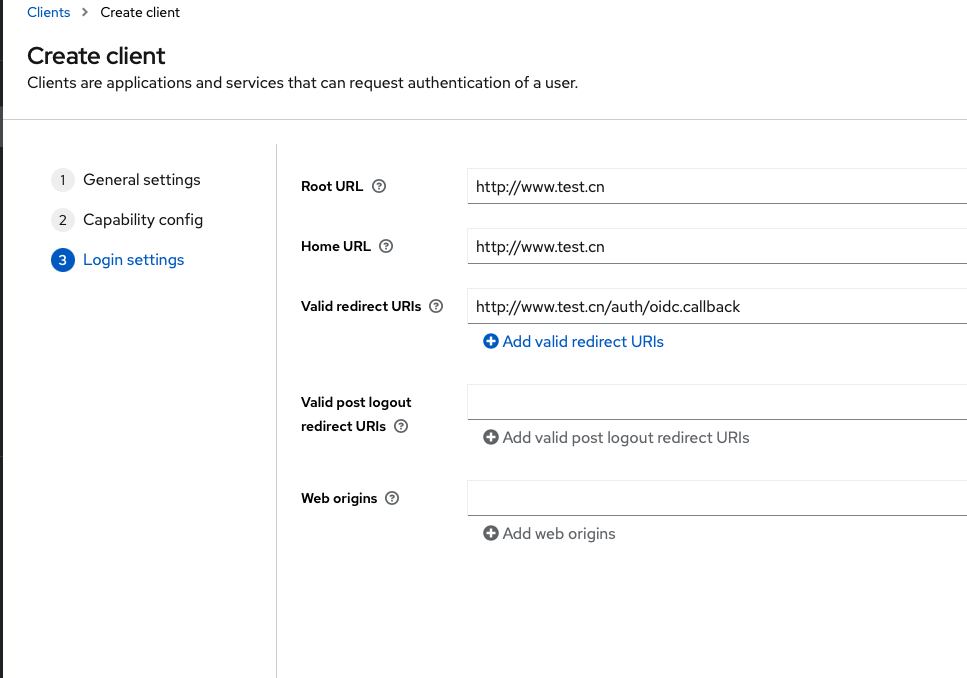 Clients > Create client
Create client
Clients are applications and services that can request authentication of a user.
1 General settings
2 Capability config
3 Login settings
Root URL ?
http://www.test.cn
Home URL ?
http://www.test.cn
Valid redirect URIs ?
http://www.test.cn/auth/oidc.callback
Add valid redirect URIs
Valid post logout
redirect URIs ?
Add valid post logout redirect URIs
Web origins ?
Add web origins